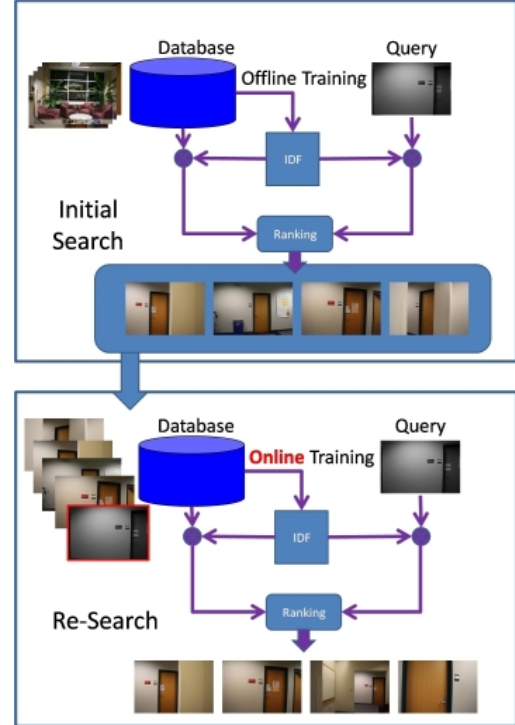 Database
Query
Offline Training
IDF
Initial
Search
Ranking
Database
Query
Online Training
IDF
Re-Search
Ranking